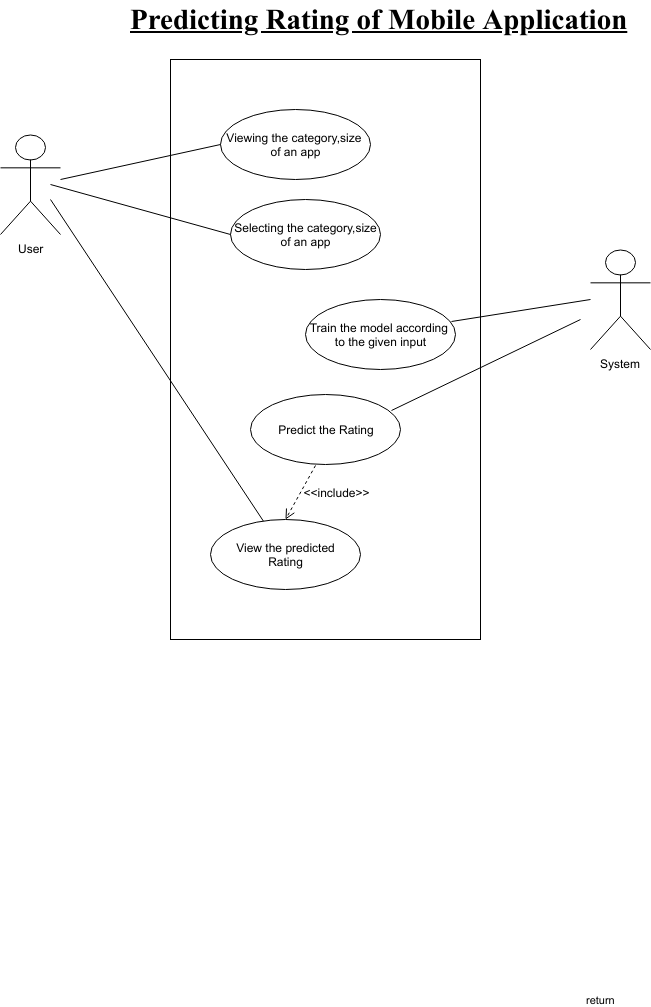 Predicting Rating of Mobile Application
Viewing the category,size
of an app
User
Selecting the category,size
of an app
Train the model according
to the given input
System
Predict the Rating
<<include>>
View the predicted
Rating
return